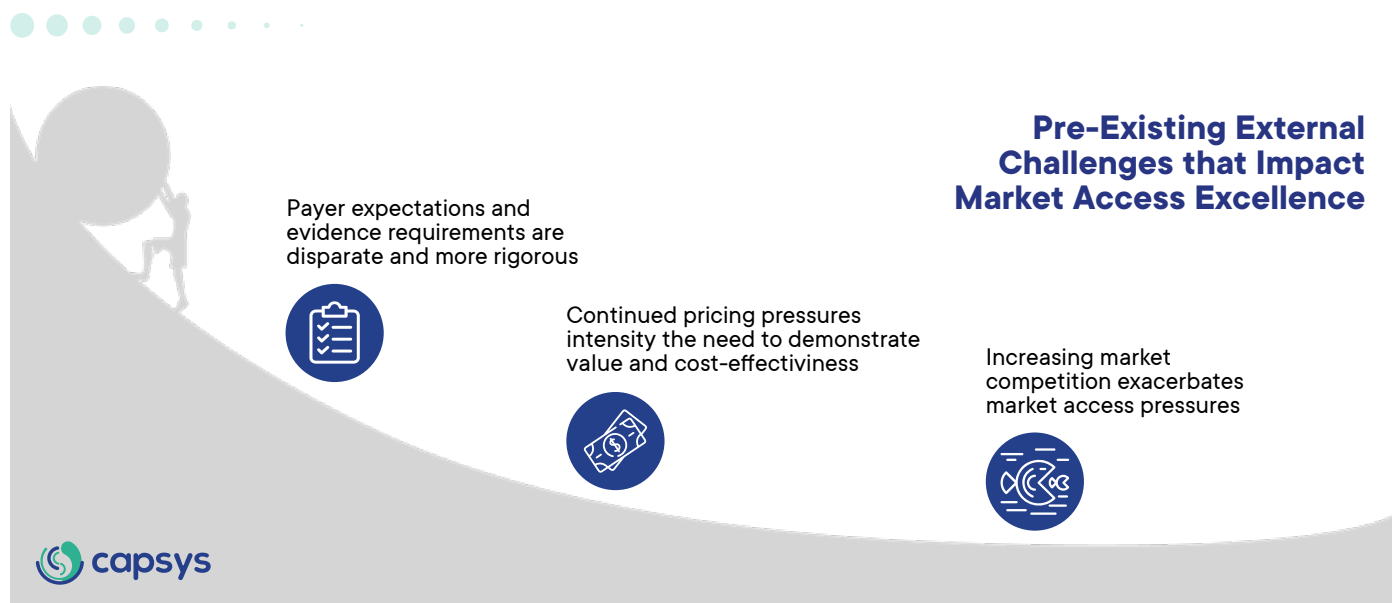 Pre-Existing External
Challenges that Impact
Market Access Excellence
Payer expectations and
evidence requirements are
disparate and more rigorous
Continued pricing pressures
intensity the need to demonstrate
value and cost-effectiviness
Increasing market
competition exacerbates
market access pressures
$
capsys